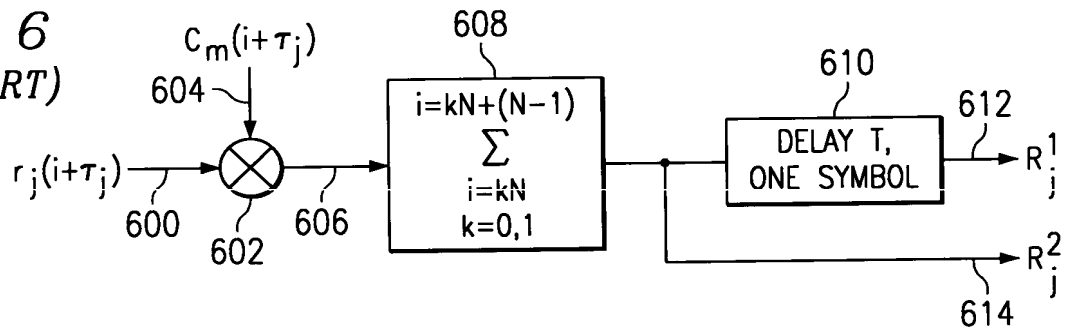 6
RT)
C_m(i+τ_j)
604
r_j(i+τ_j)
600
602
606
608
i=kN+(N-1)
Σ
i=kN
k=0,1
610
DELAY T,
ONE SYMBOL
612
R_j^1
R_j^2
614